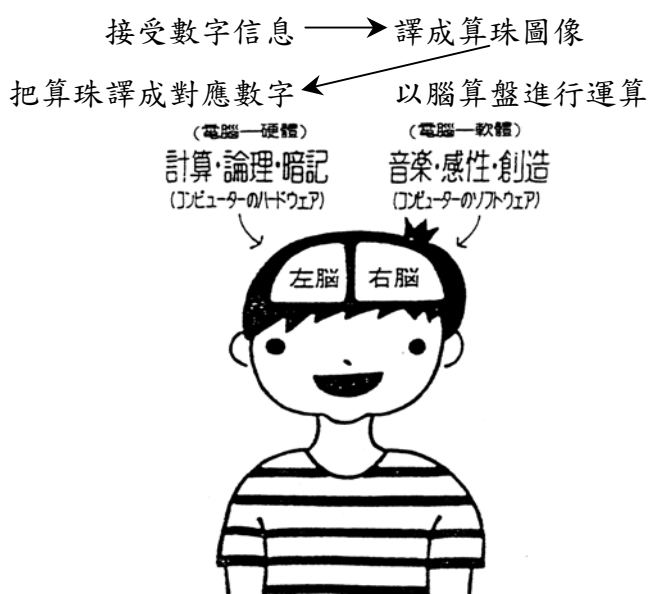 接受數字信息 → 譯成算珠圖像
把算珠譯成對應數字 以腦算盤進行運算
(電腦—硬體) (電腦—軟體)
計算・論理・暗記 音楽・感性・創造
(コンピューターのハードウェア) (コンピューターのソフトウェア)
左脳 右脳